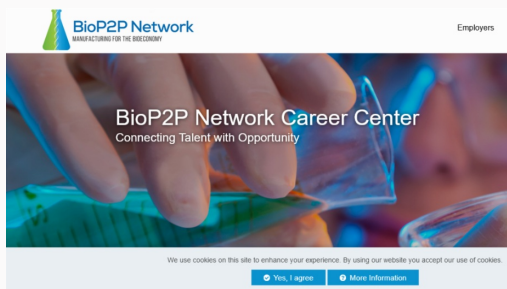 BioP2P Network
MANUFACTURING FOR THE BIOECONOMY
Employers
BioP2P Network Career Center
Connecting Talent with Opportunity
We use cookies on this site to enhance your experience. By using our website you accept our use of cookies.
Yes, I agree
More Information